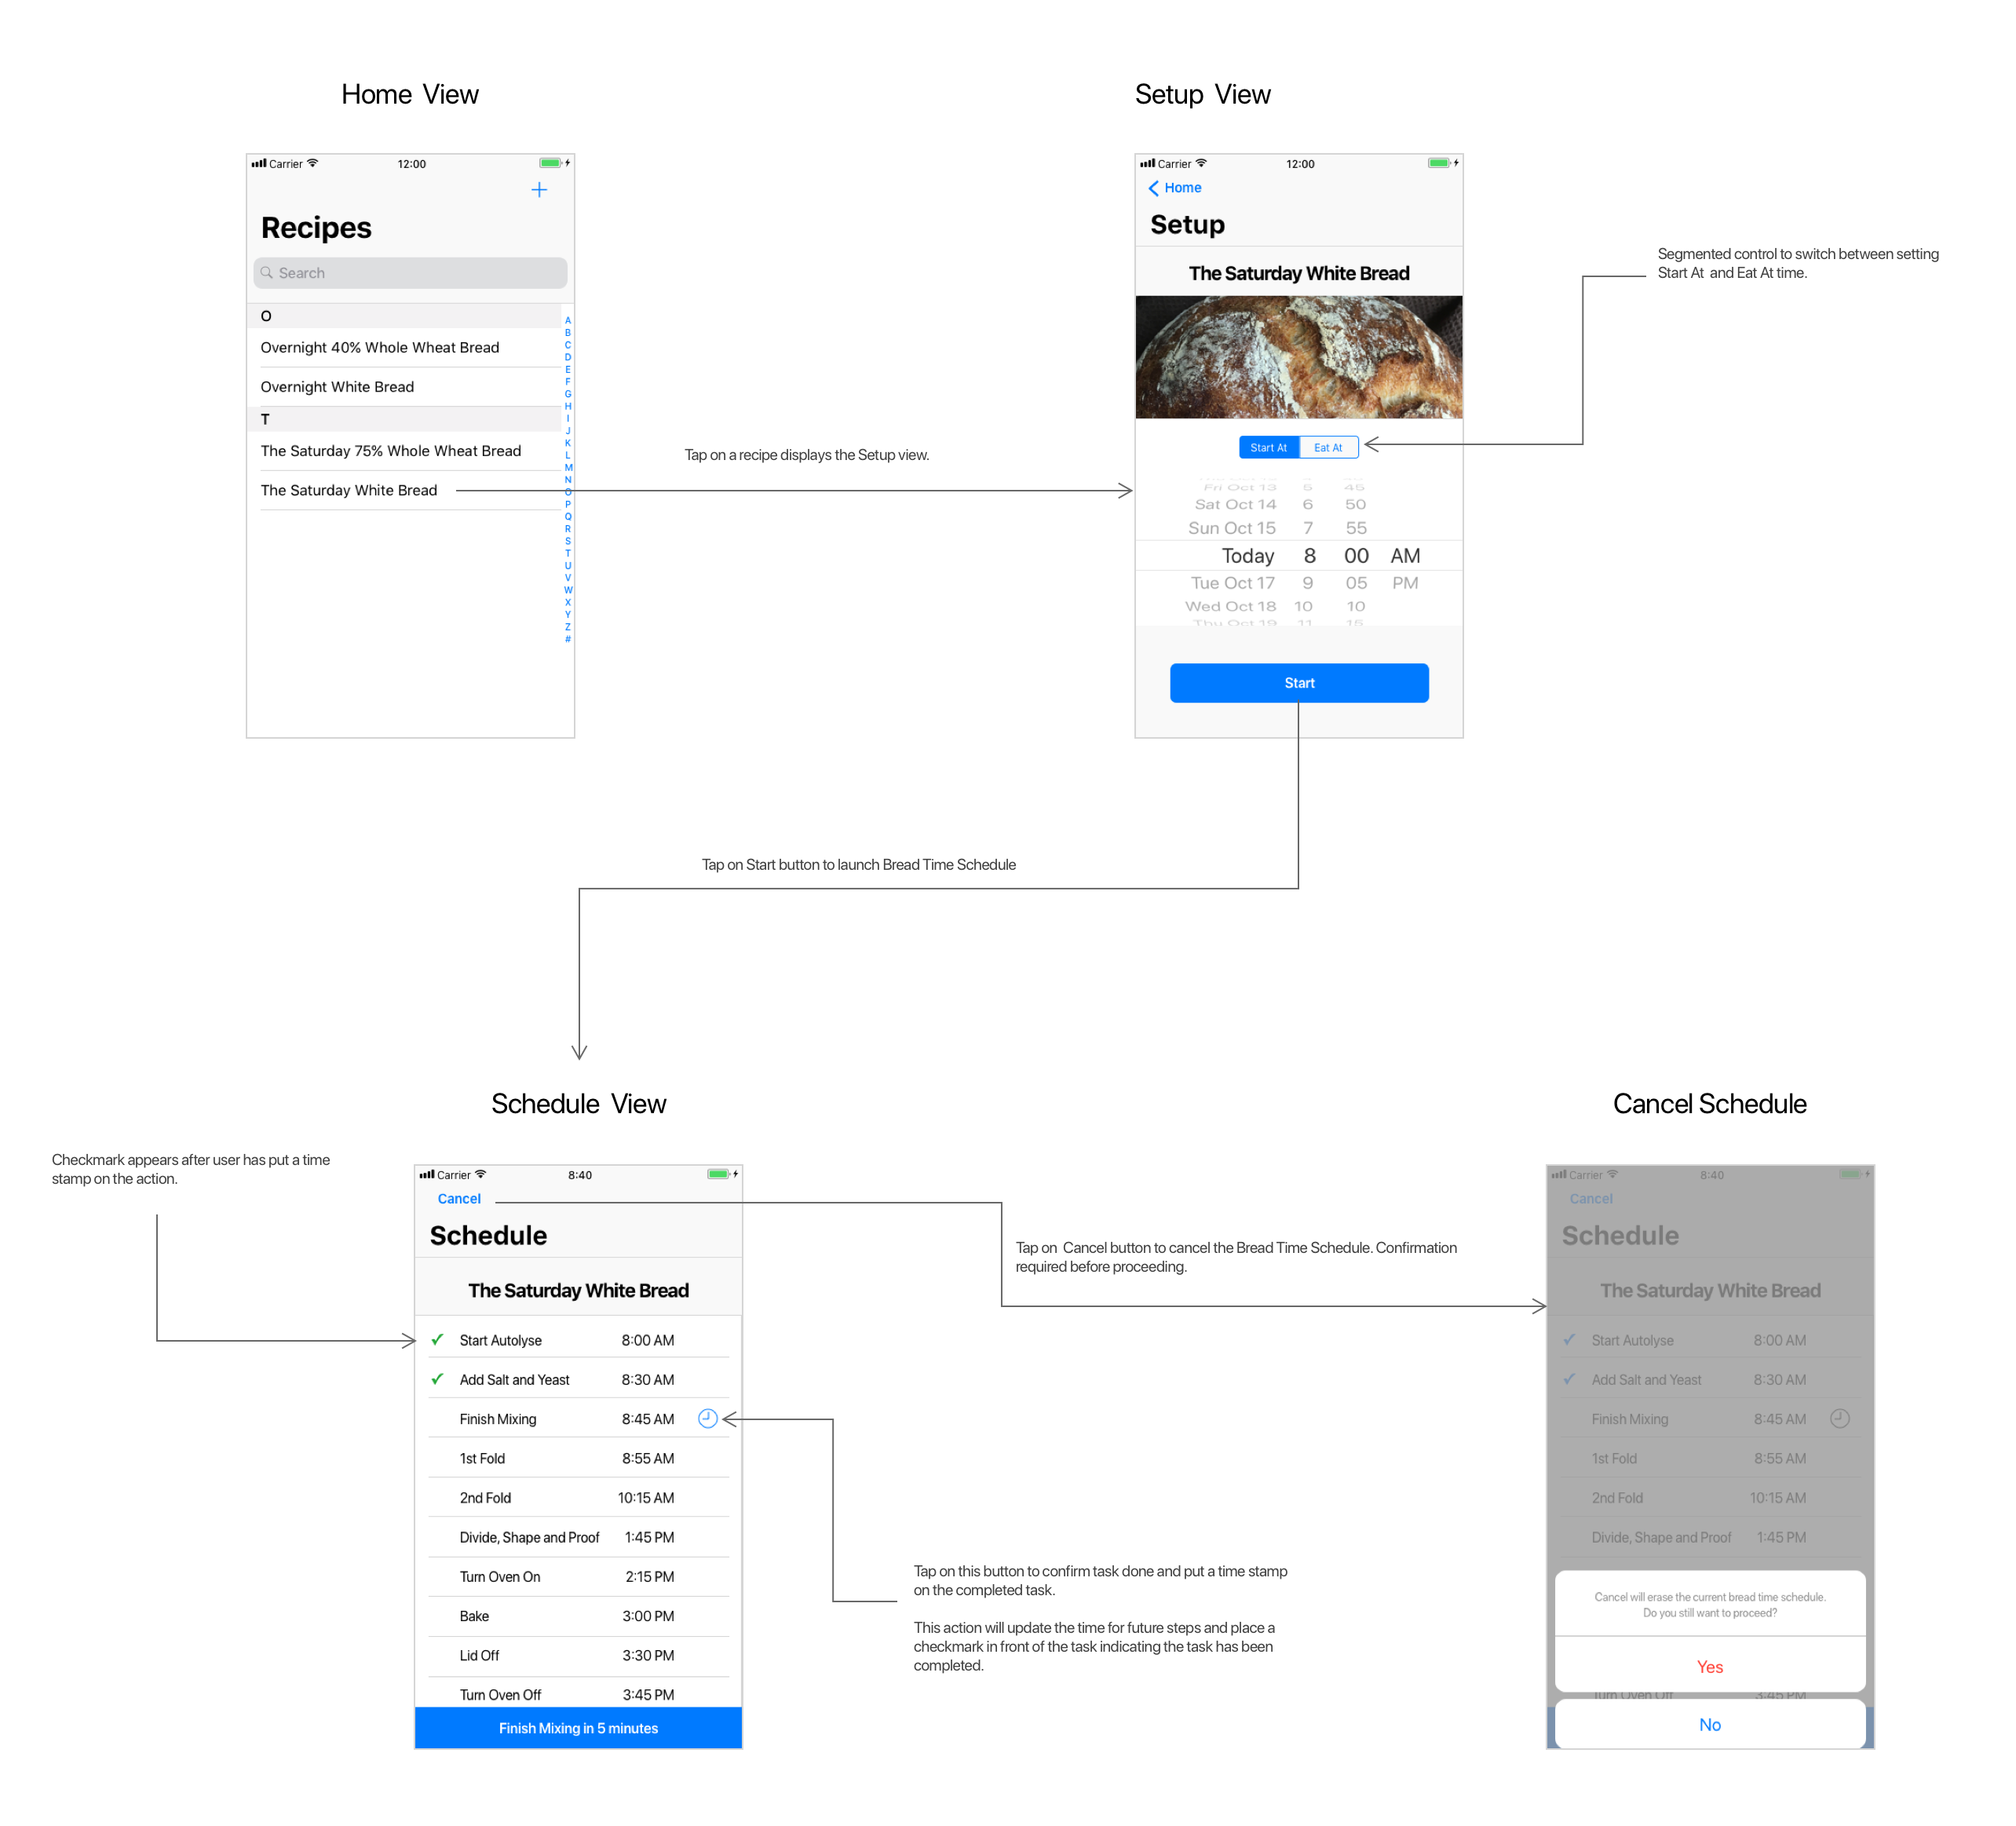 Home View
Setup View
Carrier
12:00
Recipes
Search
O
Overnight 40% Whole Wheat Bread
Overnight White Bread
T
The Saturday 75% Whole Wheat Bread
The Saturday White Bread
A
B
C
D
E
F
G
H
I
J
K
L
M
N
O
P
Q
R
S
T
U
V
W
X
Y
Z
#
Tap on a recipe displays the Setup view.
Carrier
12:00
Home
Setup
The Saturday White Bread
Start At Eat At
Fri Oct 13 5 45
Sat Oct 14 6 50
Sun Oct 15 7 55
Today 8 00 AM
Tue Oct 17 9 05 PM
Wed Oct 18 10 10
Thu Oct 19 11 15
Start
Segmented control to switch between setting
Start At and Eat At time.
Tap on Start button to launch Bread Time Schedule
Schedule View
Cancel Schedule
Checkmark appears after user has put a time
stamp on the action.
Carrier
8:40
Cancel
Schedule
The Saturday White Bread
✓ Start Autolyse 8:00 AM
✓ Add Salt and Yeast 8:30 AM
Finish Mixing 8:45 AM
1st Fold 8:55 AM
2nd Fold 10:15 AM
Divide, Shape and Proof 1:45 PM
Turn Oven On 2:15 PM
Bake 3:00 PM
Lid Off 3:30 PM
Turn Oven Off 3:45 PM
Finish Mixing in 5 minutes
Tap on Cancel button to cancel the Bread Time Schedule. Confirmation
required before proceeding.
Tap on this button to confirm task done and put a time stamp
on the completed task.
This action will update the time for future steps and place a
checkmark in front of the task indicating the task has been
completed.
Carrier
8:40
Cancel
Schedule
The Saturday White Bread
✓ Start Autolyse 8:00 AM
✓ Add Salt and Yeast 8:30 AM
Finish Mixing 8:45 AM
1st Fold 8:55 AM
2nd Fold 10:15 AM
Divide, Shape and Proof 1:45 PM
Cancel will erase the current bread time schedule.
Do you still want to proceed?
Yes
Turn Oven Off 3:45 PM
No